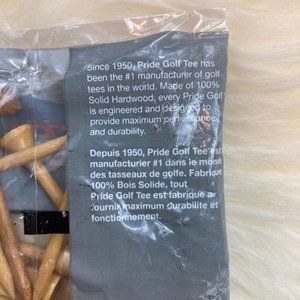 Since 1950, Pride Golf Tee has
been the #1 manufacturer of golf
tees in the world. Made of 100%
Solid Hardwood, every Pride Golf
is engineered and designed to
provide maximum performance
and durability.
Depuis 1950, Pride Golf Tee est
manufacturier #1 dans le monde
des tasseaux de golfe. Fabriqué
100% Bois Solide, tout
Pride Golf Tee est fabriqué
fournir maximum durabilite et
fonctionnement.